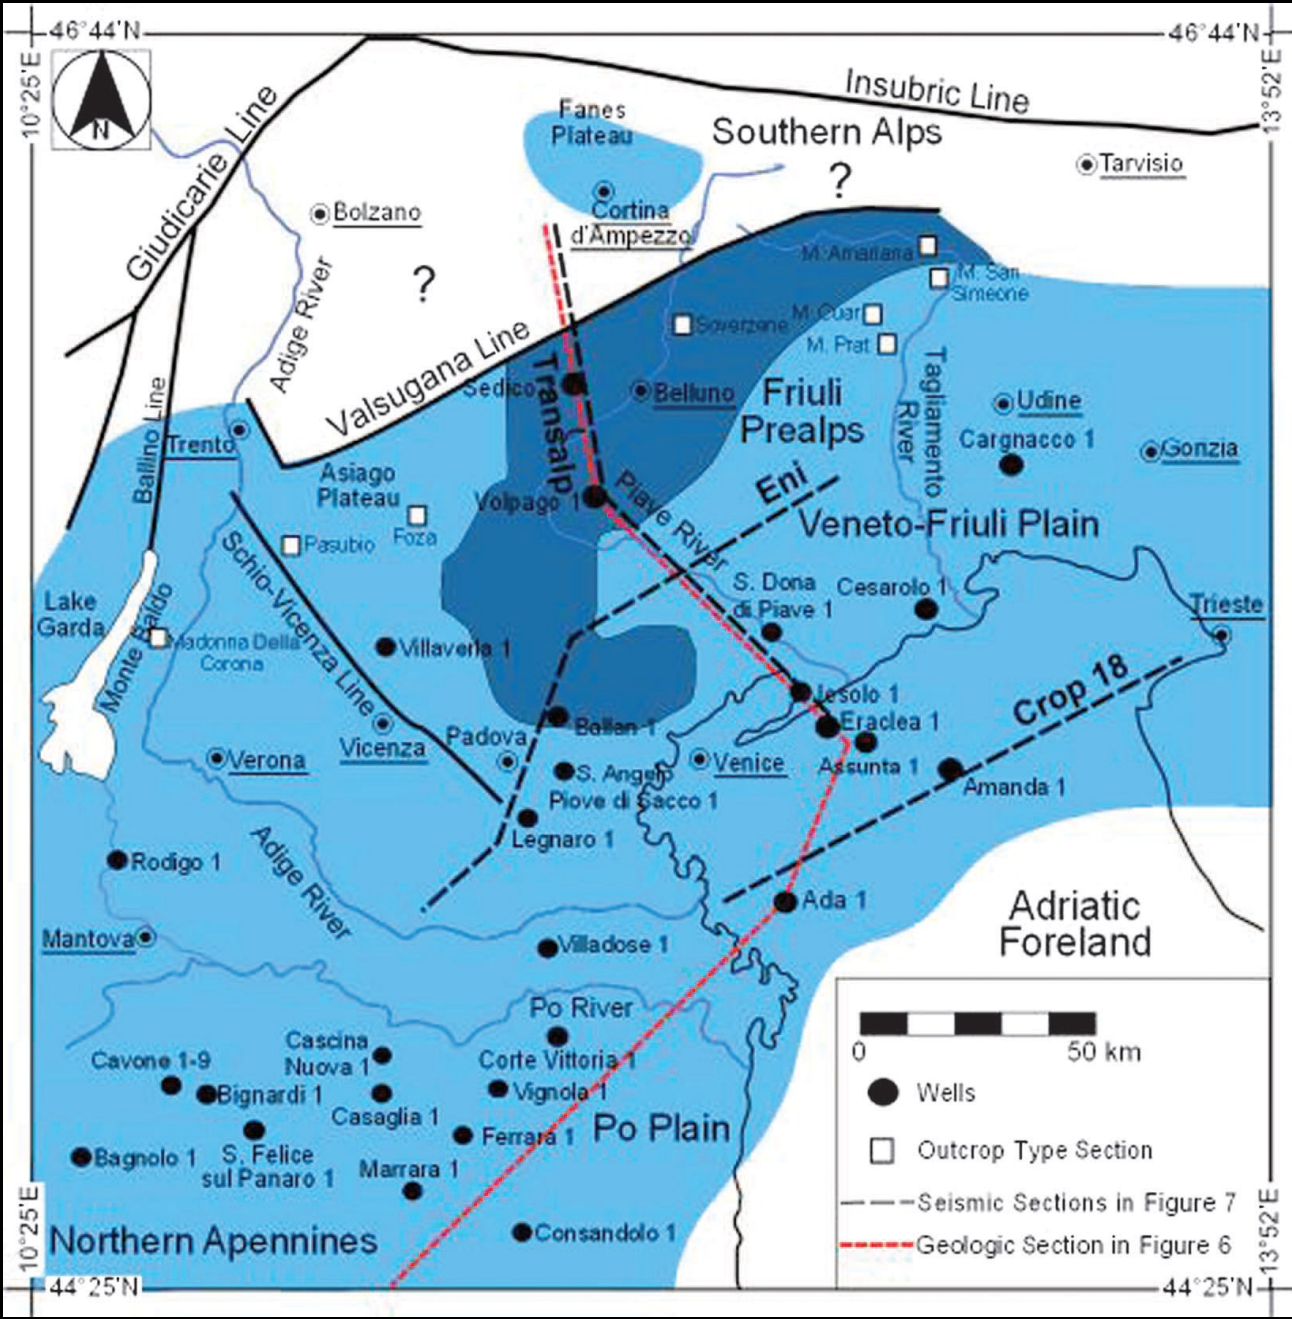 46°44'N
46°44'N
10°25'E
13°52'E
N
Giudicarie Line
Insubric Line
Fanes
Plateau
Southern Alps
?
Tarvisio
Bolzano
Cortina
d'Ampezzo
?
Adige River
M. Amariana
M. San
Simeone
M. Cuar
M. Prat
Soverzene
Valsugana Line
Transalp
Sedico
Belluno
Friuli
Prealps
Tagliamento
River
Udine
Cargnacco 1
Gorizia
Ballino Line
Trento
Asiago
Plateau
Foza
Pasubio
Volpago 1
Piave River
Eni
Veneto-Friuli Plain
Schio-Vicenza Line
S. Dona
di Piave 1
Cesarolo 1
Trieste
Lake
Garda
Monte Baldo
Madonna Della
Corona
Villaverla 1
Jesolo 1
Crop 18
Eraclea 1
Ballan 1
Padova
Vicenza
Verona
Venice
Assunta 1
Amanda 1
S. Angelo
Piove di Sacco 1
Legnaro 1
Adige River
Rodigo 1
Ada 1
Adriatic
Foreland
Mantova
Villadose 1
Po River
Cascina
Nuova 1
Corte Vittoria 1
Cavone 1-9
Bignardi 1
Casaglia 1
Vignola 1
Ferrara 1
Po Plain
Bagnolo 1
S. Felice
sul Panaro 1
Marrara 1
Consandolo 1
Northern Apennines
0
50 km
Wells
Outcrop Type Section
Seismic Sections in Figure 7
Geologic Section in Figure 6
10°25'E
13°52'E
44°25'N
44°25'N